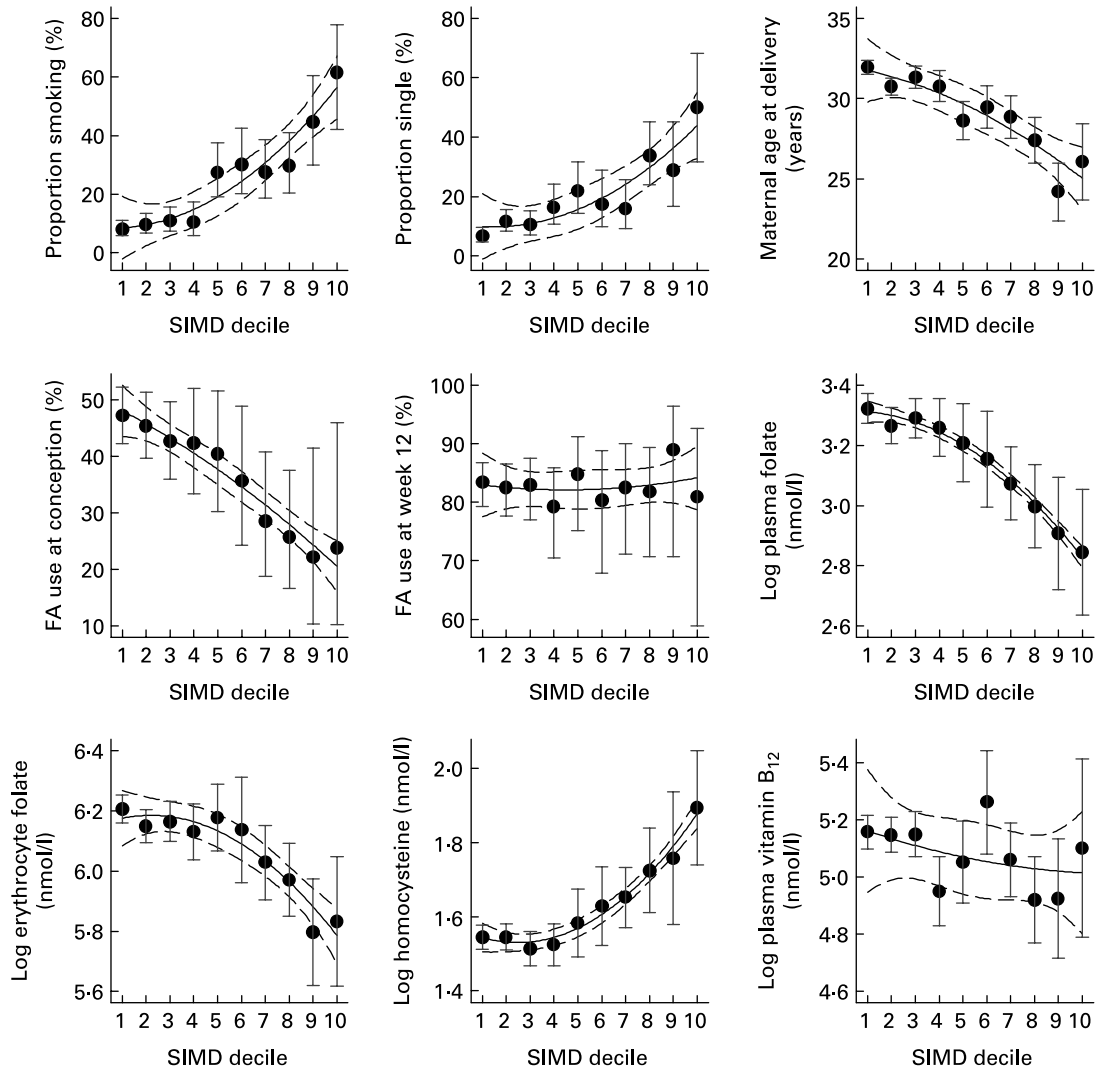 Proportion smoking (%)
80
60
40
20
0
1 2 3 4 5 6 7 8 9 10
SIMD decile
Proportion single (%)
80
60
40
20
0
1 2 3 4 5 6 7 8 9 10
SIMD decile
Maternal age at delivery
(years)
35
30
25
20
1 2 3 4 5 6 7 8 9 10
SIMD decile
FA use at conception (%)
50
40
30
20
10
1 2 3 4 5 6 7 8 9 10
SIMD decile
FA use at week 12 (%)
100
90
80
70
60
1 2 3 4 5 6 7 8 9 10
SIMD decile
Log plasma folate
(nmol/l)
3·4
3·2
3·0
2·8
2·6
1 2 3 4 5 6 7 8 9 10
SIMD decile
Log erythrocyte folate
(nmol/l)
6·4
6·2
6·0
5·8
5·6
1 2 3 4 5 6 7 8 9 10
SIMD decile
Log homocysteine (nmol/l)
2·0
1·8
1·6
1·4
1 2 3 4 5 6 7 8 9 10
SIMD decile
Log plasma vitamin B12
(nmol/l)
5·4
5·2
5·0
4·8
4·6
1 2 3 4 5 6 7 8 9 10
SIMD decile